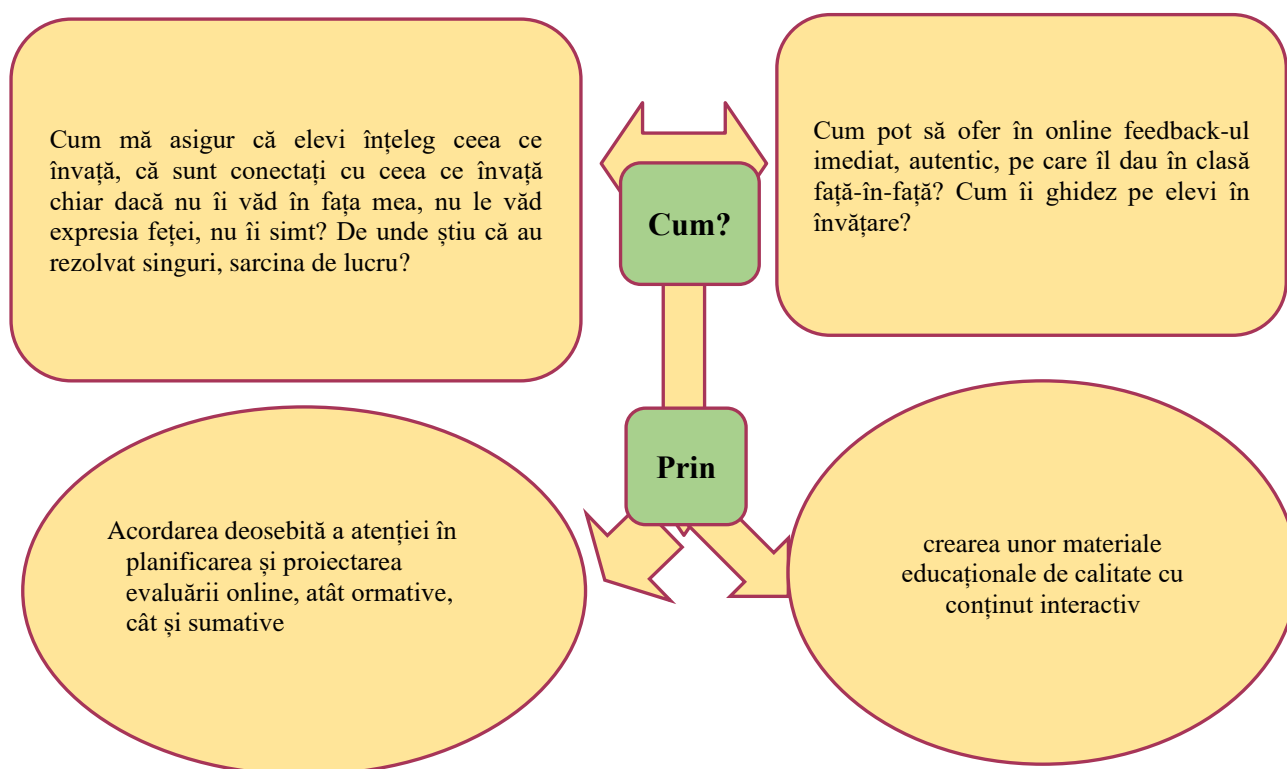 Cum mă asigur că elevi înțeleg ceea ce
învață, că sunt conectați cu ceea ce învață
chiar dacă nu îi văd în fața mea, nu le văd
expresia feței, nu îi simt? De unde știu că au
rezolvat singuri, sarcina de lucru?
Cum?
Cum pot să ofer în online feedback-ul
imediat, autentic, pe care îl dau în clasă
față-în-față? Cum îi ghidez pe elevi în
învățare?
Prin
Acordarea deosebită a atenției în
planificarea și proiectarea
evaluării online, atât ormative,
cât și sumative
crearea unor materiale
educaționale de calitate cu
conținut interactiv